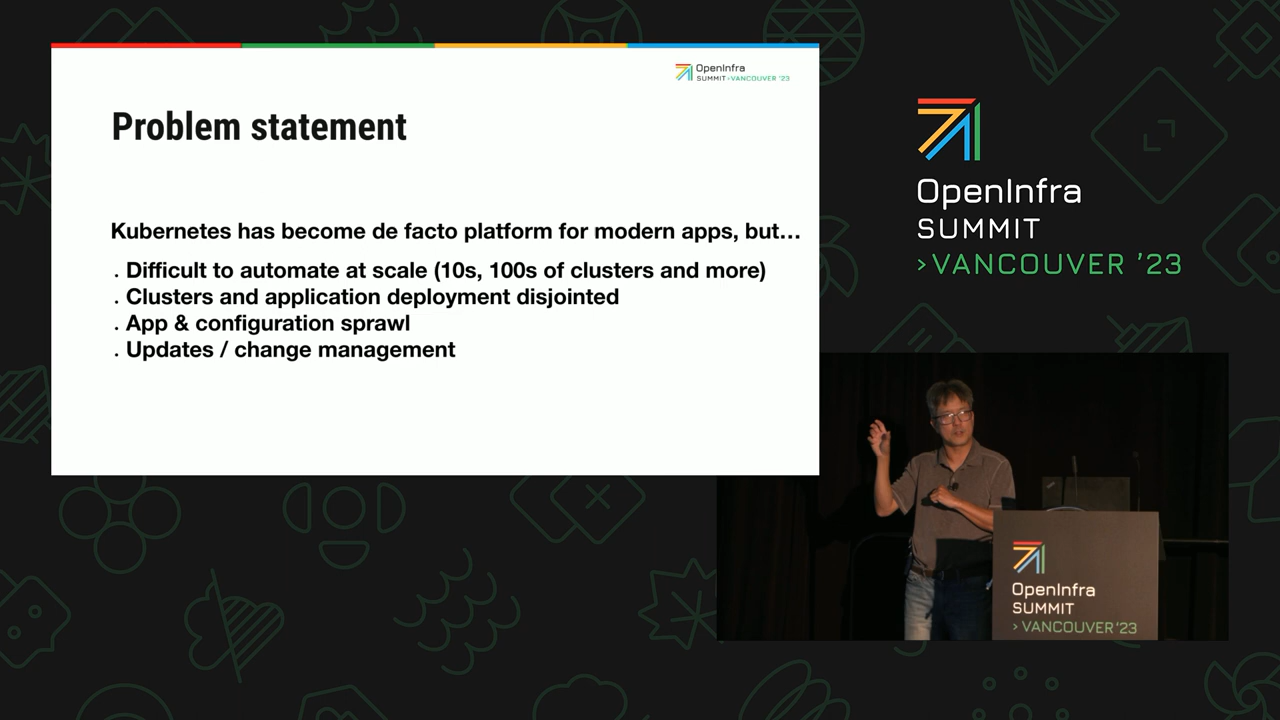 OpenInfra
SUMMIT >VANCOUVER '23
Problem statement
Kubernetes has become de facto platform for modern apps, but...
. Difficult to automate at scale (10s, 100s of clusters and more)
. Clusters and application deployment disjointed
. App & configuration sprawl
. Updates / change management
OpenInfra
SUMMIT
>VANCOUVER '23
OpenInfra
SUMMIT
> VANCOUVER '23